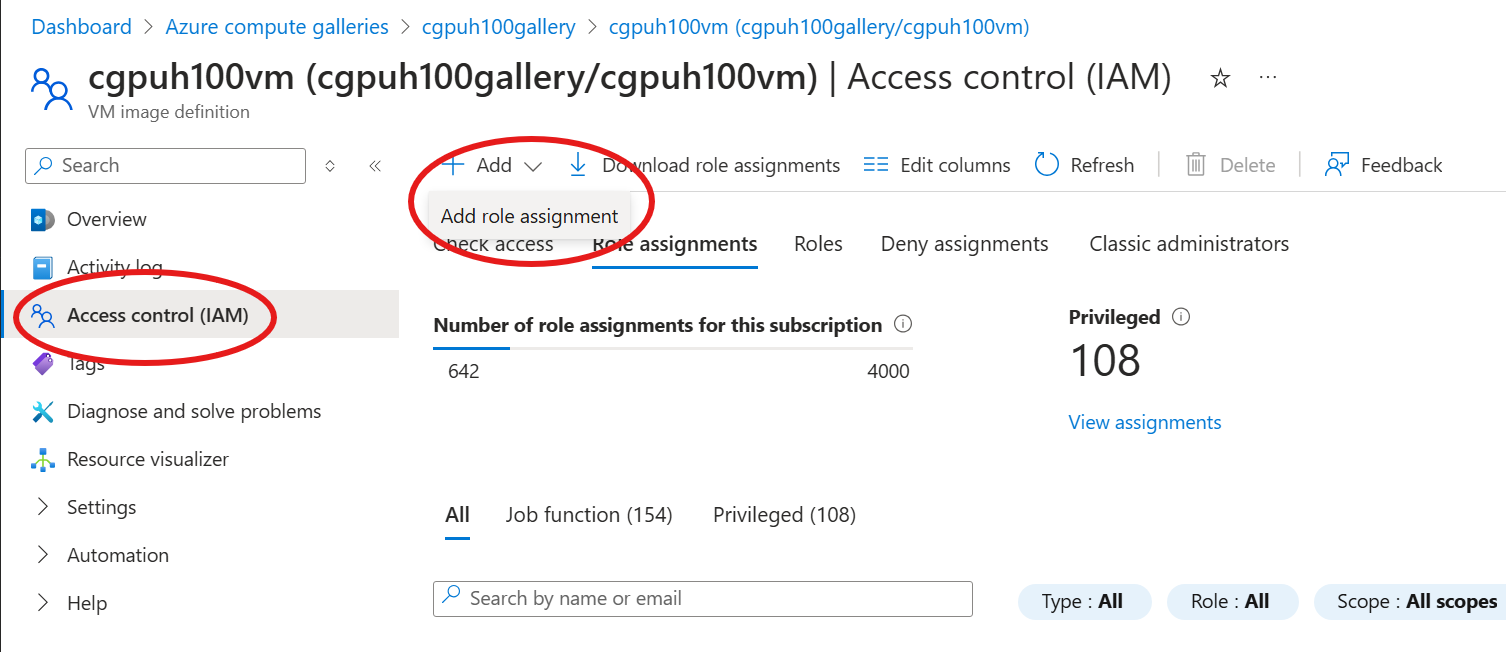 Dashboard > Azure compute galleries > cgpuh100gallery > cgpuh100vm (cgpuh100gallery/cgpuh100vm)
cgpuh100vm (cgpuh100gallery/cgpuh100vm) | Access control (IAM) ...
VM image definition
Search
Add Download role assignments Edit columns Refresh Delete Feedback
Add role assignment
Overview
Activity log
Access control (IAM)
Tags
Diagnose and solve problems
Resource visualizer
Settings
Automation
Help
Check access Role assignments Roles Deny assignments Classic administrators
Number of role assignments for this subscription
642 4000
Privileged
108
View assignments
All Job function (154) Privileged (108)
Search by name or email
Type : All Role : All Scope : All scopes